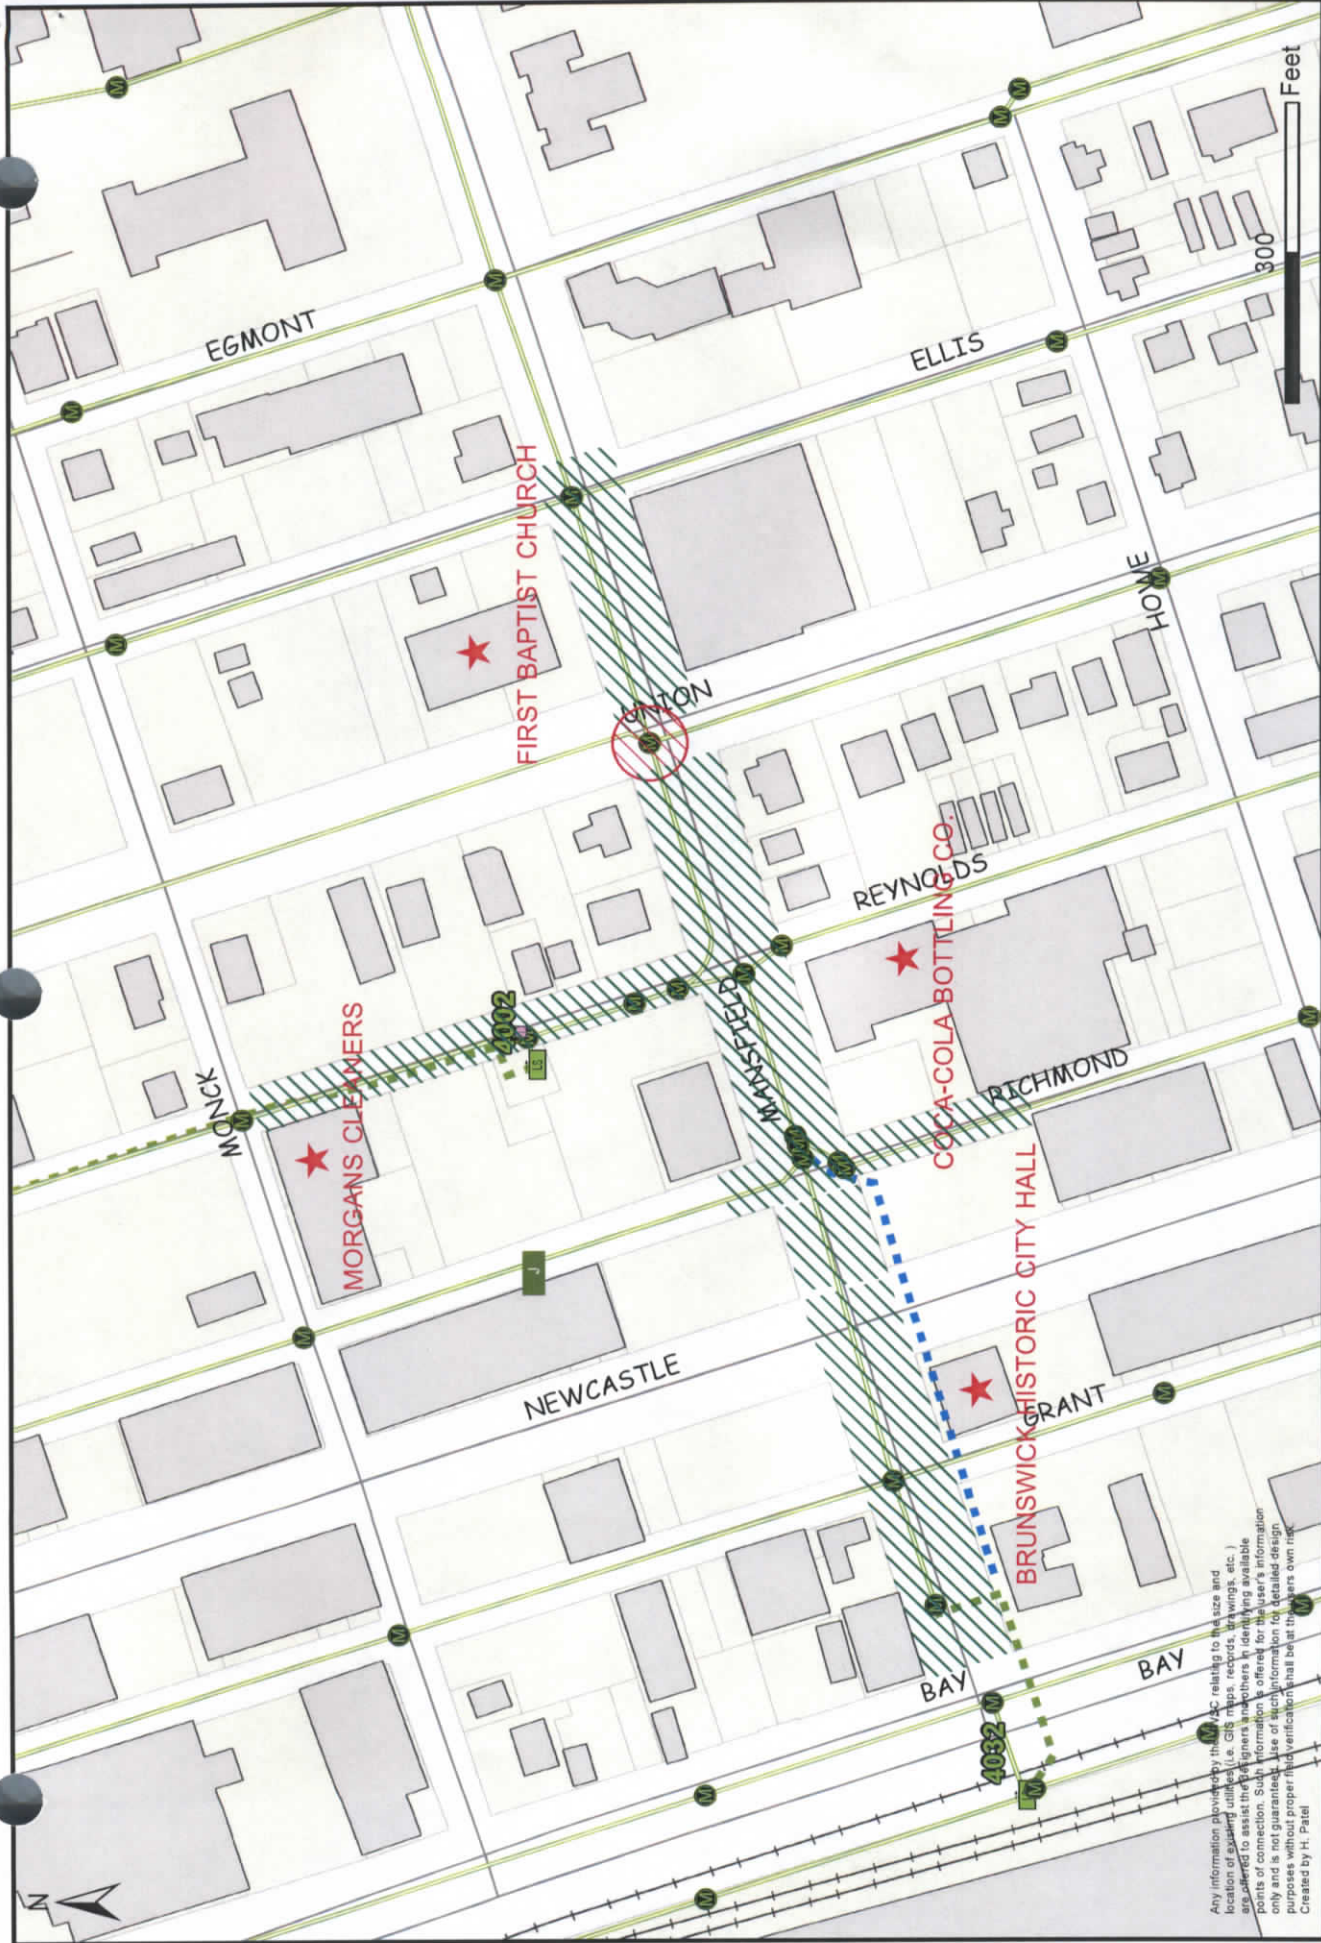 N
EGMONT
FIRST BAPTIST CHURCH
ELLIS
300
Feet
UNION
HOWE
MONCK
MORGANS CLEANERS
4002
LS
MANSFIELD
REYNOLDS
COCA-COLA BOTTLING CO.
RICHMOND
J
NEWCASTLE
BRUNSWICK HISTORIC CITY HALL
GRANT
BAY
BAY
4032
Any information provided by the JWSC relating to the size and
location of existing utilities (i.e. GIS maps, records, drawings, etc. )
are offered to assist the designers and others in identifying available
points of connection. Such information is offered for the user's information
only and is not guaranteed. Use of such information for detailed design
purposes without proper field verification shall be at the users own risk.
Created by H. Patel